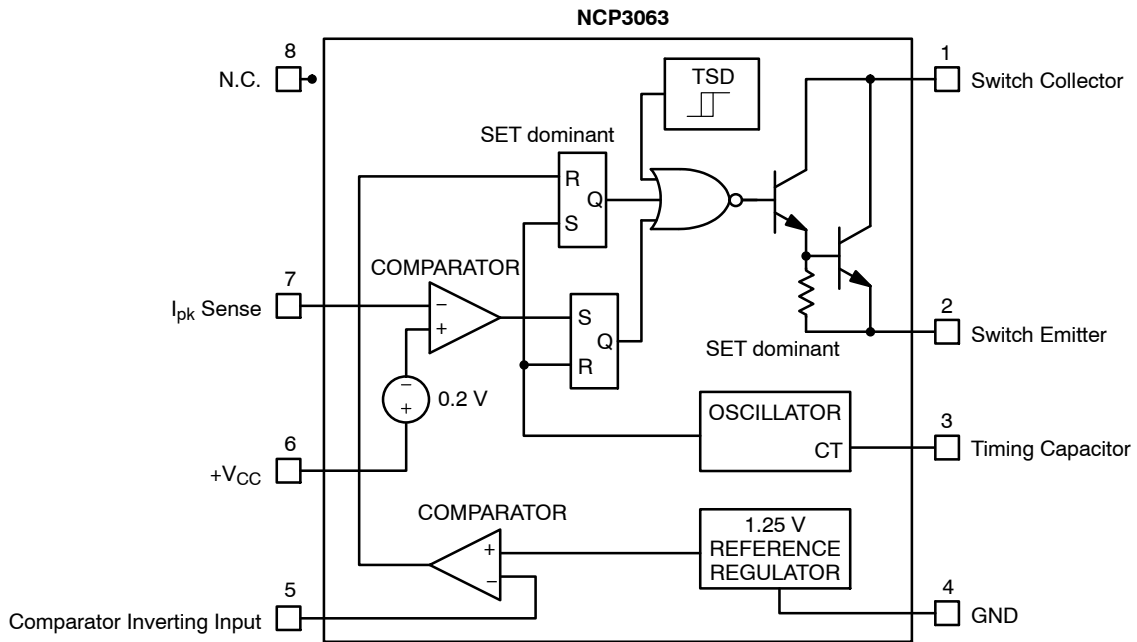 NCP3063
8
N.C.
1
Switch Collector
TSD
SET dominant
R
Q
S
COMPARATOR
7
Ipk Sense
−
+
S
Q
R
2
Switch Emitter
SET dominant
−
+
0.2 V
OSCILLATOR
CT
3
Timing Capacitor
6
+VCC
COMPARATOR
+
−
1.25 V
REFERENCE
REGULATOR
5
Comparator Inverting Input
4
GND